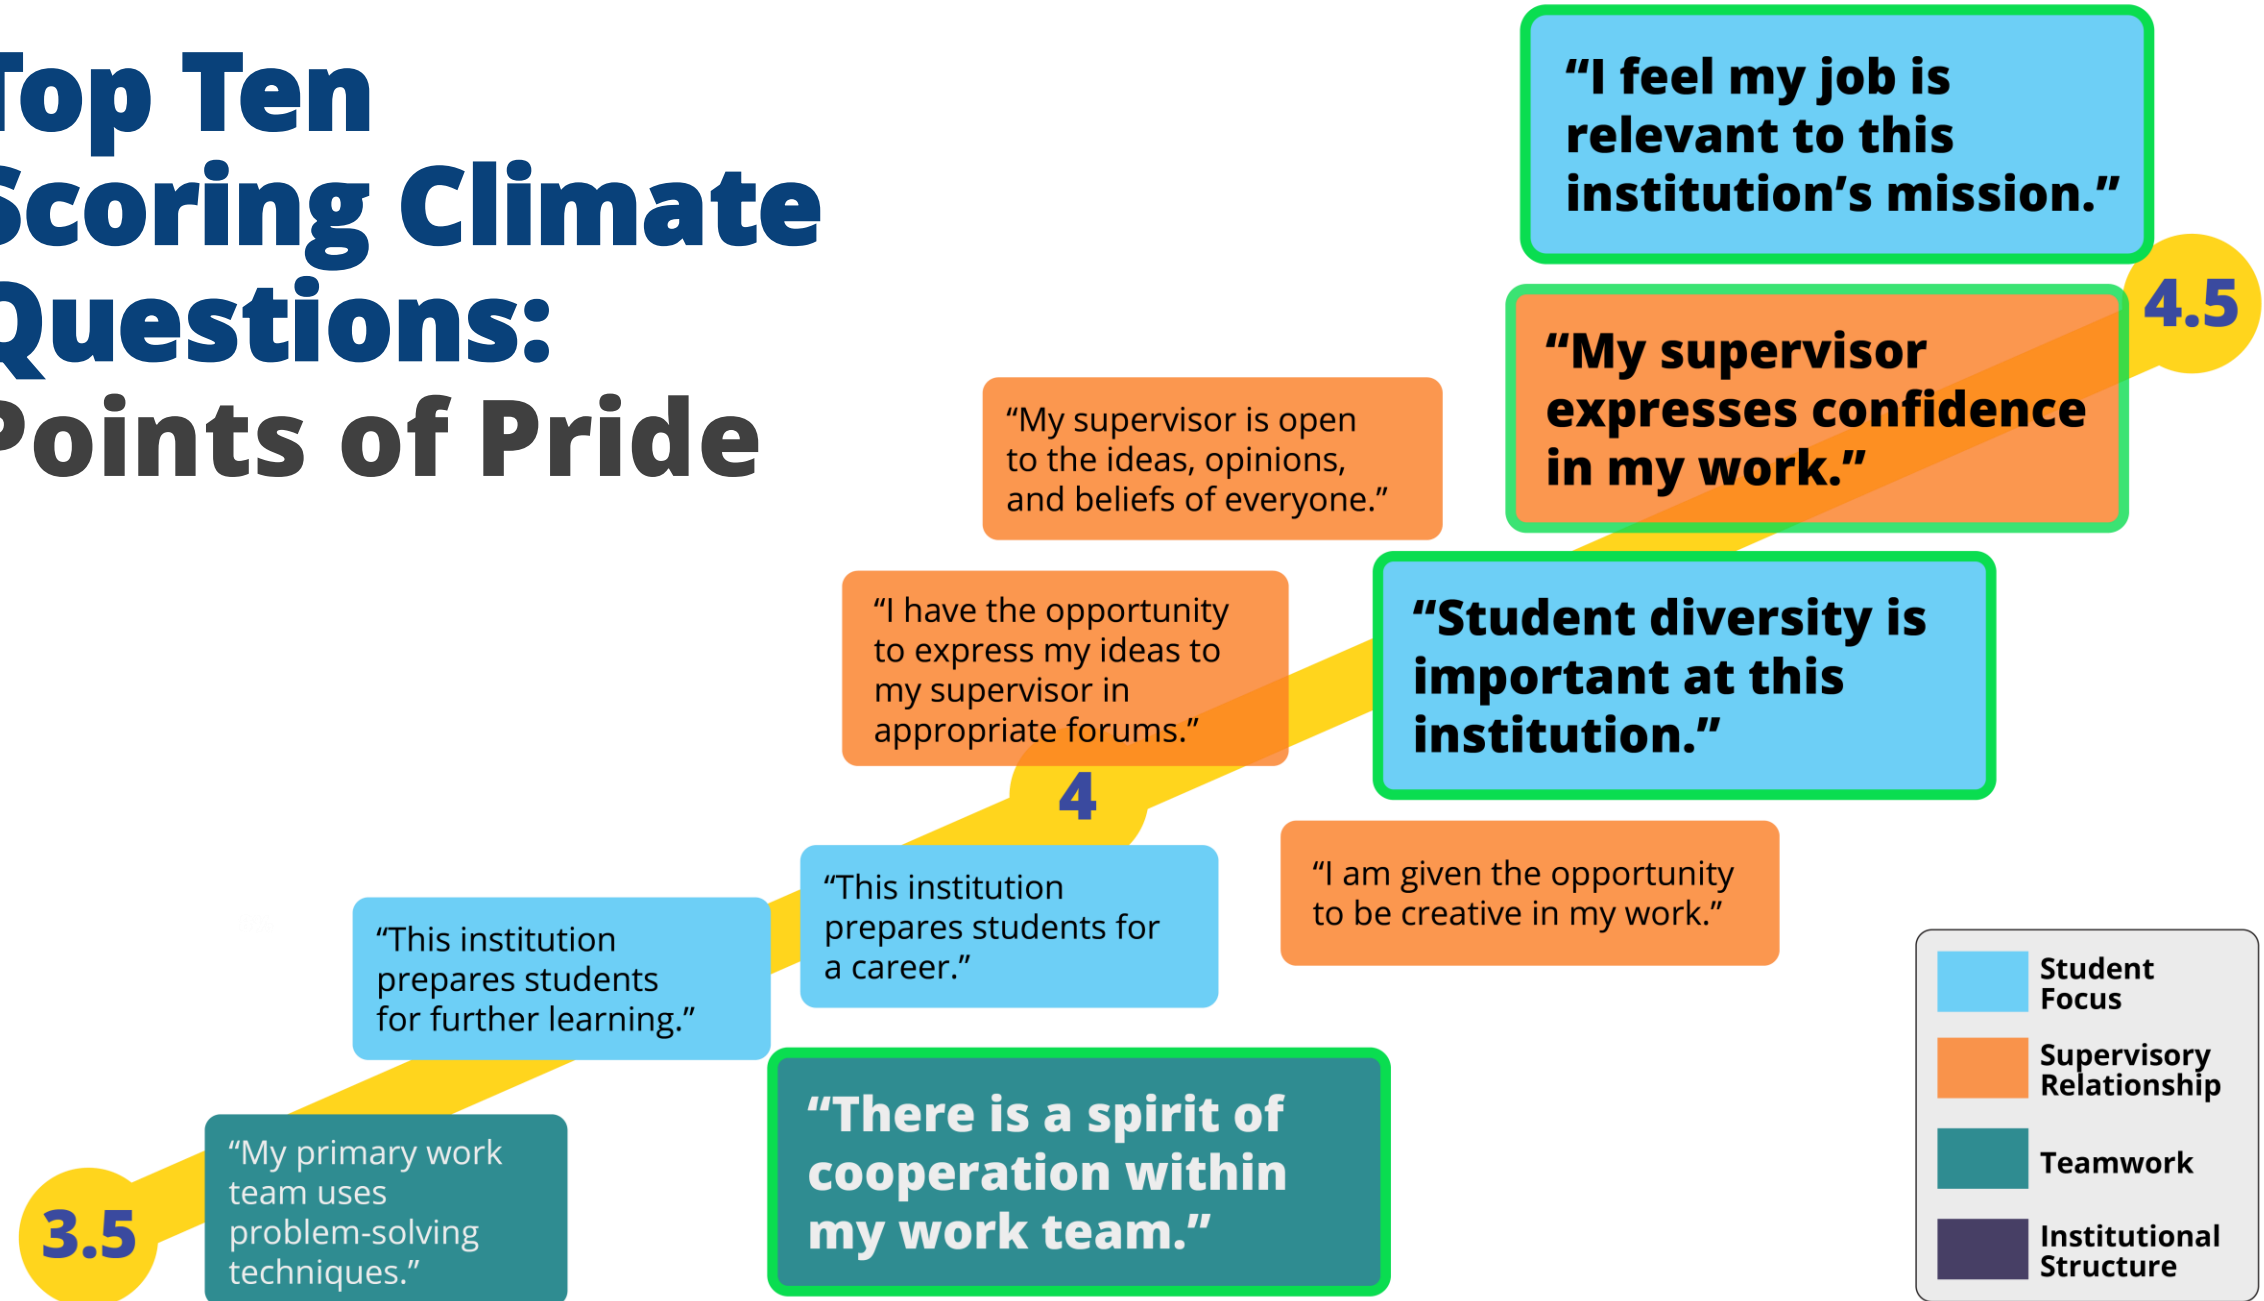 Top Ten
Scoring Climate
Questions:
Points of Pride
“I feel my job is
relevant to this
institution’s mission.”
4.5
“My supervisor
expresses confidence
in my work.”
“My supervisor is open
to the ideas, opinions,
and beliefs of everyone.”
“I have the opportunity
to express my ideas to
my supervisor in
appropriate forums.”
“Student diversity is
important at this
institution.”
4
“This institution
prepares students for
a career.”
“I am given the opportunity
to be creative in my work.”
“This institution
prepares students
for further learning.”
“There is a spirit of
cooperation within
my work team.”
“My primary work
team uses
problem-solving
techniques.”
3.5
Student
Focus
Supervisory
Relationship
Teamwork
Institutional
Structure